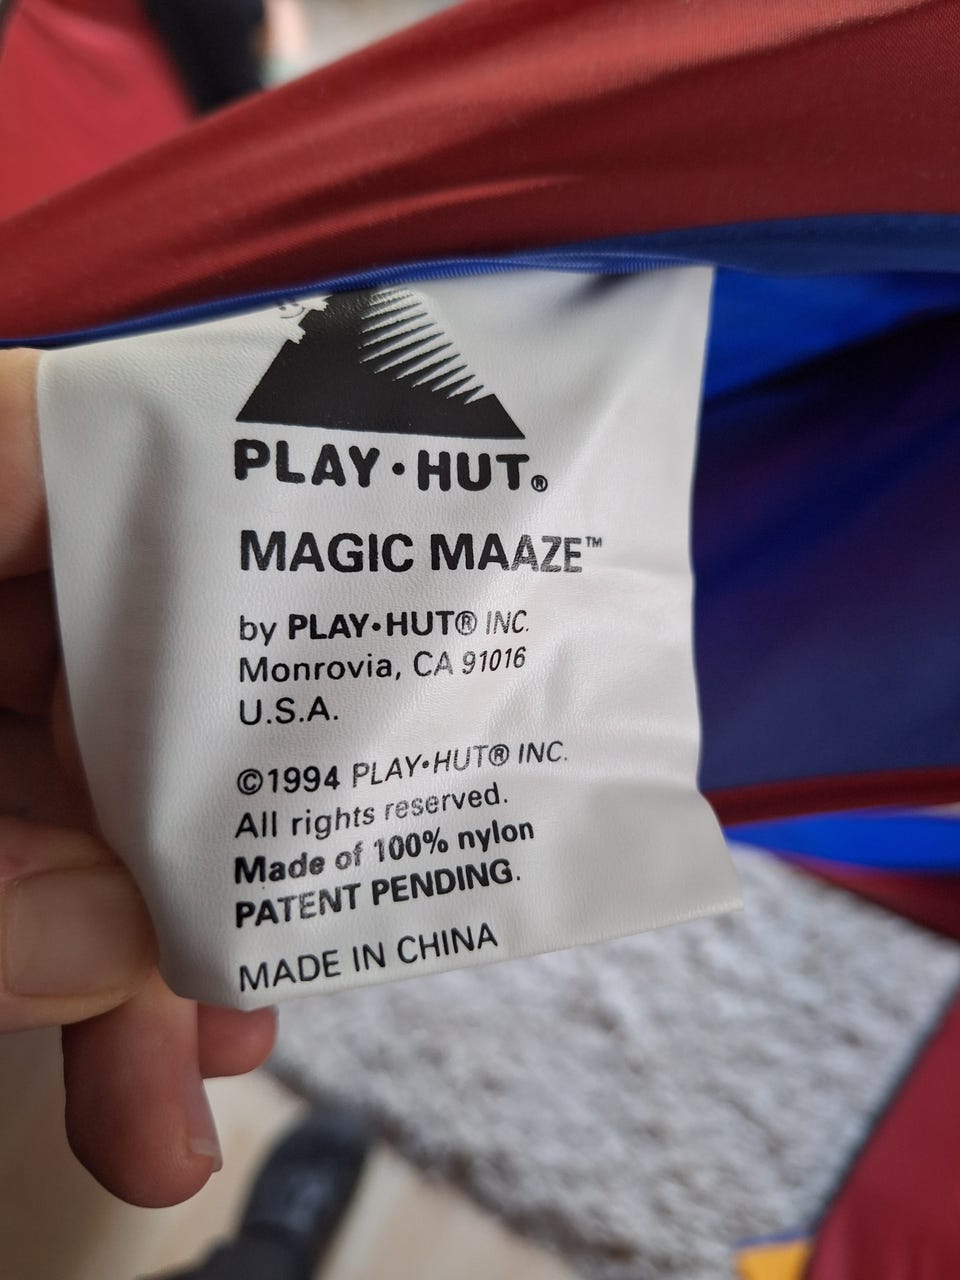 PLAY·HUT®
MAGIC MAAZE™
by PLAY·HUT® INC.
Monrovia, CA 91016
U.S.A.
©1994 PLAY·HUT® INC.
All rights reserved.
Made of 100% nylon
PATENT PENDING.
MADE IN CHINA